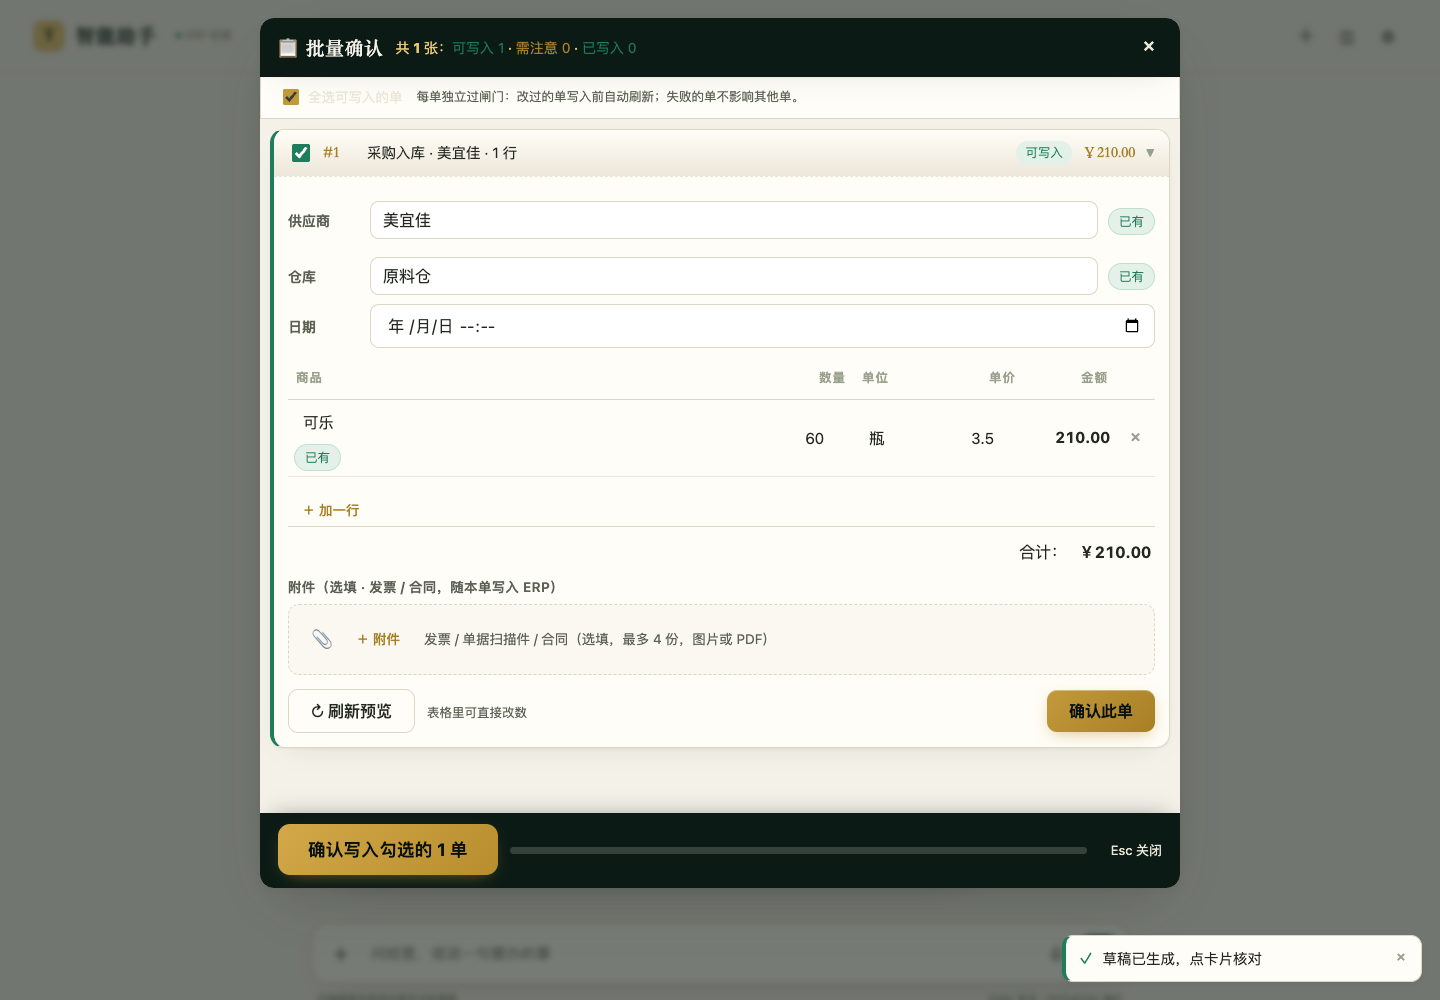 智能助手
批量确认 共 1 张：可写入 1 · 需注意 0 · 已写入 0 ×
全选可写入的单 每单独立过闸门：改过的单写入前自动刷新；失败的单不影响其他单。
#1 采购入库 · 美宜佳 · 1 行 可写入 ¥ 210.00 ▼
供应商 美宜佳 已有
仓库 原料仓 已有
日期 年 /月/日 --:--
商品 数量 单位 单价 金额
可乐 60 瓶 3.5 210.00 ×
已有
+ 加一行
合计： ¥ 210.00
附件（选填 · 发票 / 合同，随本单写入 ERP）
+ 附件 发票 / 单据扫描件 / 合同（选填，最多 4 份，图片或 PDF）
↻ 刷新预览 表格里可直接改数 确认此单
确认写入勾选的 1 单 Esc 关闭
✓ 草稿已生成，点卡片核对 ×